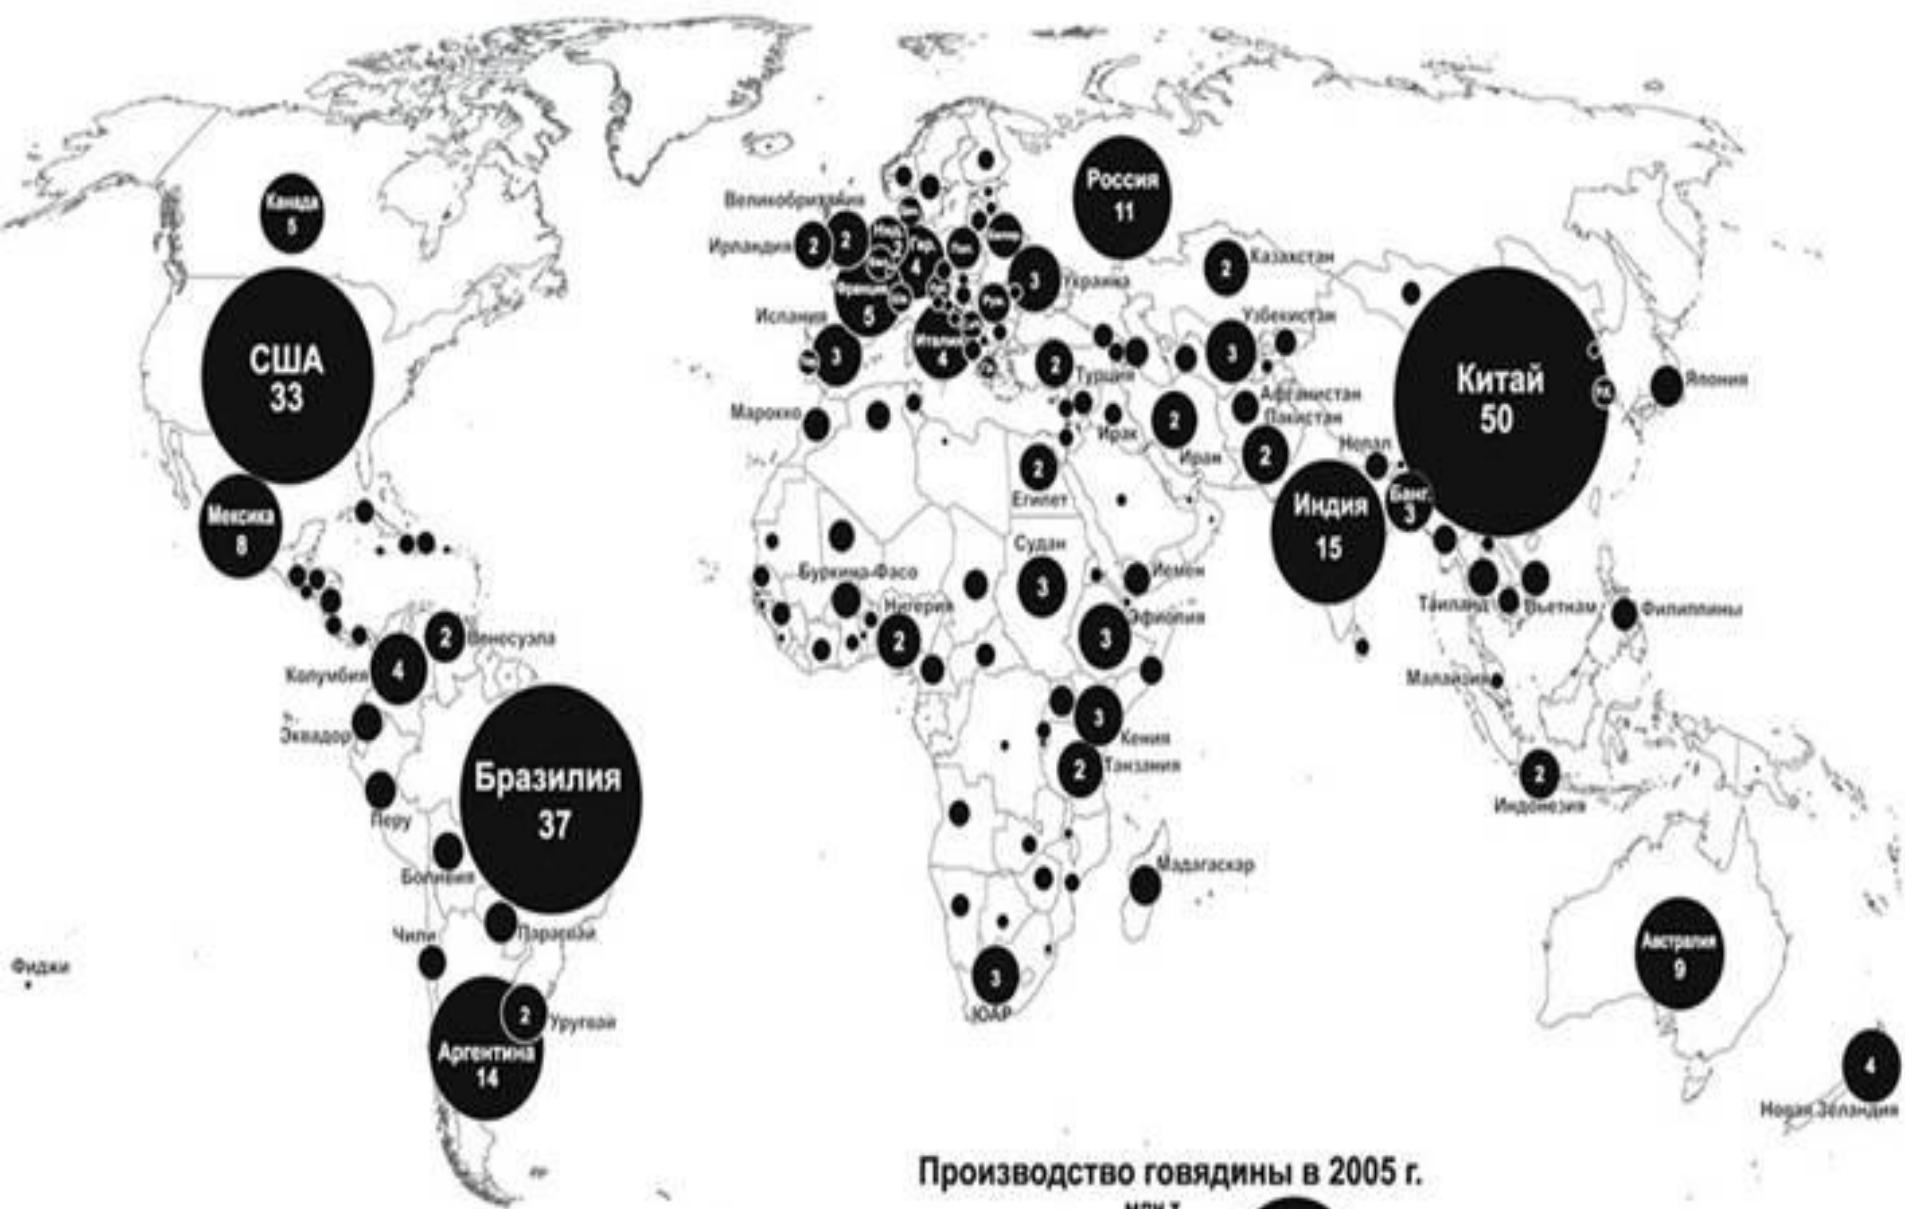 Канада
5
Великобритания
2
Ирландия
2
Гер.
4
Россия
11
Казахстан
2
Украина
3
Франция
5
Испания
3
Италия
4
Рум.
Узбекистан
3
США
33
Турция
2
Афганистан
Пакистан
2
Китай
50
Япония
Марокко
Ирак
Иран
2
Непал
Египет
2
Индия
15
Банг.
3
Мексика
8
Судан
3
Буркина-Фасо
Йемен
Нигерия
2
Эфиопия
3
Таиланд
Вьетнам
Филиппины
Венесуэла
2
Колумбия
4
Малайзия
Эквадор
Кения
3
Танзания
2
Бразилия
37
Индонезия
2
Перу
Боливия
Мадагаскар
Чили
Парагвай
Австралия
9
Фиджи
ЮАР
3
Уругвай
2
Аргентина
14
Новая Зеландия
4
Производство говядины в 2005 г.
млн т